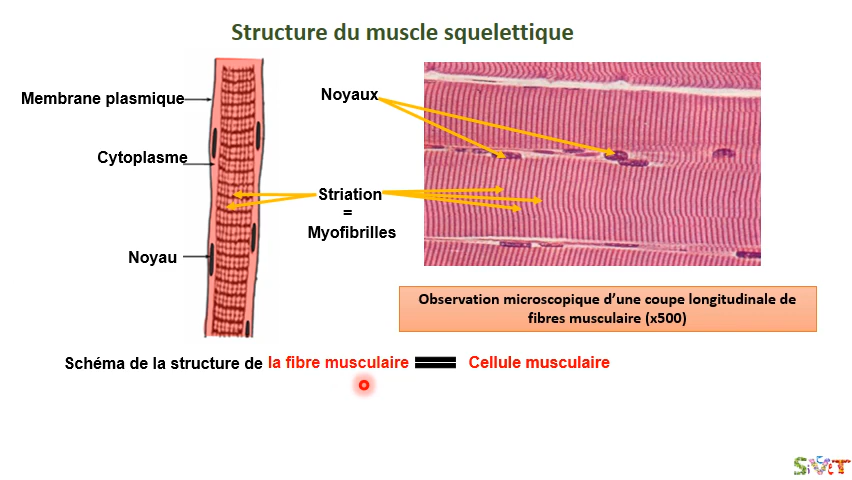 Structure du muscle squelettique
Membrane plasmique
Cytoplasme
Noyau
Noyaux
Striation
=
Myofibrilles
Observation microscopique d’une coupe longitudinale de
fibres musculaire (x500)
Schéma de la structure de la fibre musculaire = Cellule musculaire